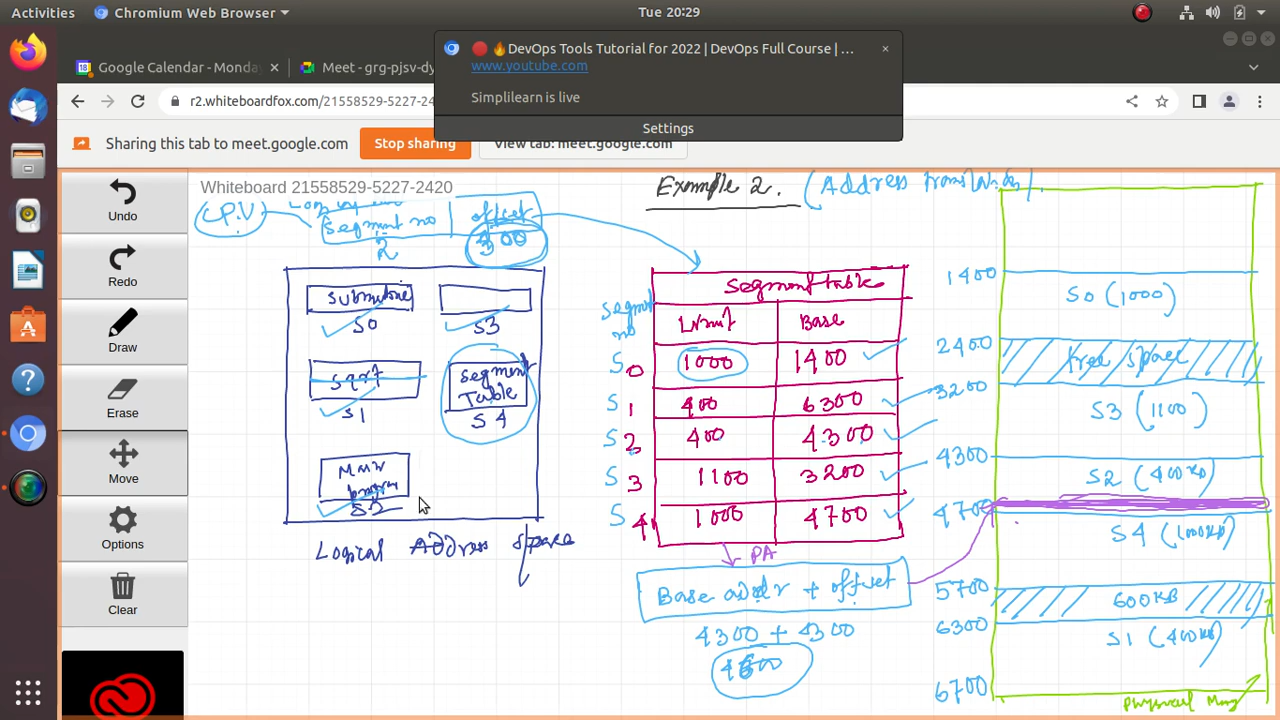 Activities
Chromium Web Browser
Tue 20:29
Google Calendar - Monda
Meet - grg-pjsv-dy
🔥DevOps Tools Tutorial for 2022 | DevOps Full Course | …
www.youtube.com
Simplilearn is live
Settings
r2.whiteboardfox.com/21558529-5227-24
Sharing this tab to meet.google.com
Stop sharing
View tab: meet.google.com
Undo
Redo
Draw
Erase
Move
Options
Clear
Whiteboard 21558529-5227-2420
Example 2. (Address translation).
C.P.U
Segment no | offset
2
subroutine
S0
S3
Sqrt
S1
Segment Table
S4
Main
S2
Logical Address Space
Segment no
Segment table
Limit Base
S0 1000 1400
S1 400 6300
S2 400 4300
S3 1100 3200
S4 1000 4700
PA
Base addr + offset
4300 + 4300
1400
S0 (1000)
2400
free space
3200
S3 (1100)
4300
S2 (400KB)
4700
S4 (1000KB)
5700
600KB
6300
S1 (400KB)
6700
Physical